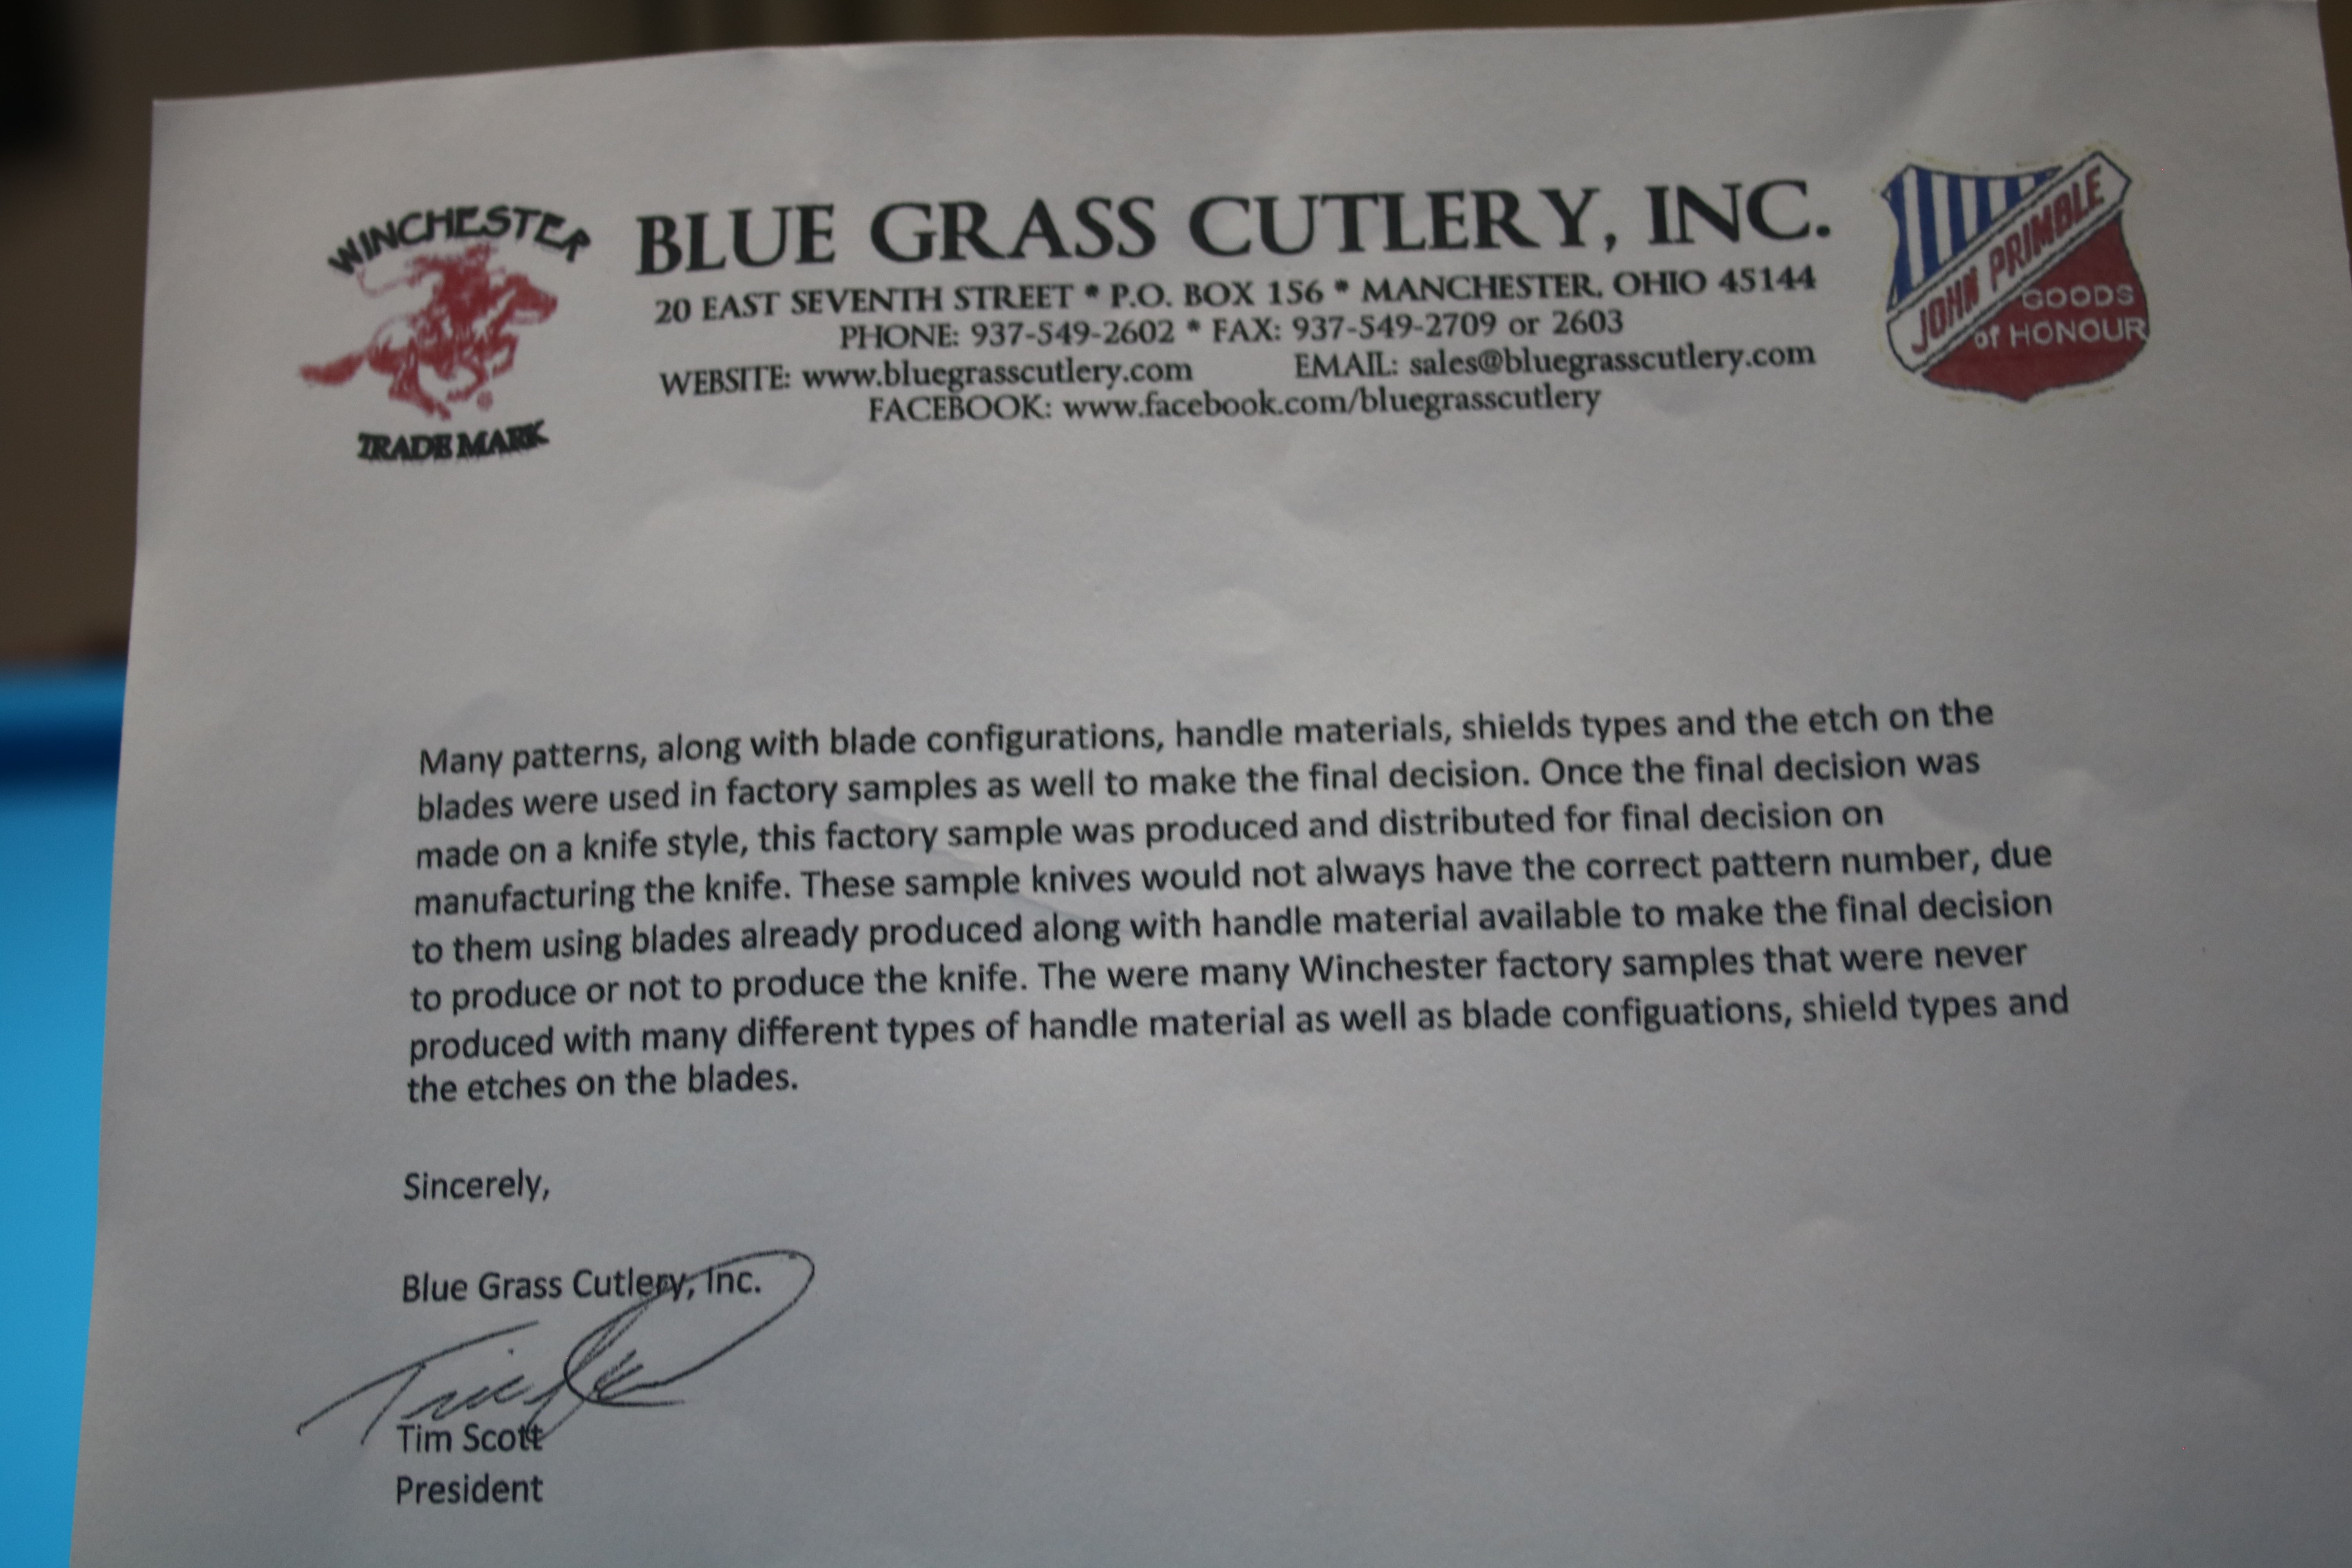 WINCHESTER
TRADE MARK
BLUE GRASS CUTLERY, INC.
20 EAST SEVENTH STREET * P.O. BOX 156 * MANCHESTER, OHIO 45144
PHONE: 937-549-2602 * FAX: 937-549-2709 or 2603
WEBSITE: www.bluegrasscutlery.com EMAIL: sales@bluegrasscutlery.com
FACEBOOK: www.facebook.com/bluegrasscutlery
JOHN PRIMBLE
GOODS
of HONOUR
Many patterns, along with blade configurations, handle materials, shields types and the etch on the
blades were used in factory samples as well to make the final decision. Once the final decision was
made on a knife style, this factory sample was produced and distributed for final decision on
manufacturing the knife. These sample knives would not always have the correct pattern number, due
to them using blades already produced along with handle material available to make the final decision
to produce or not to produce the knife. The were many Winchester factory samples that were never
produced with many different types of handle material as well as blade configuations, shield types and
the etches on the blades.
Sincerely,
Blue Grass Cutlery, Inc.
Tim Scott
President